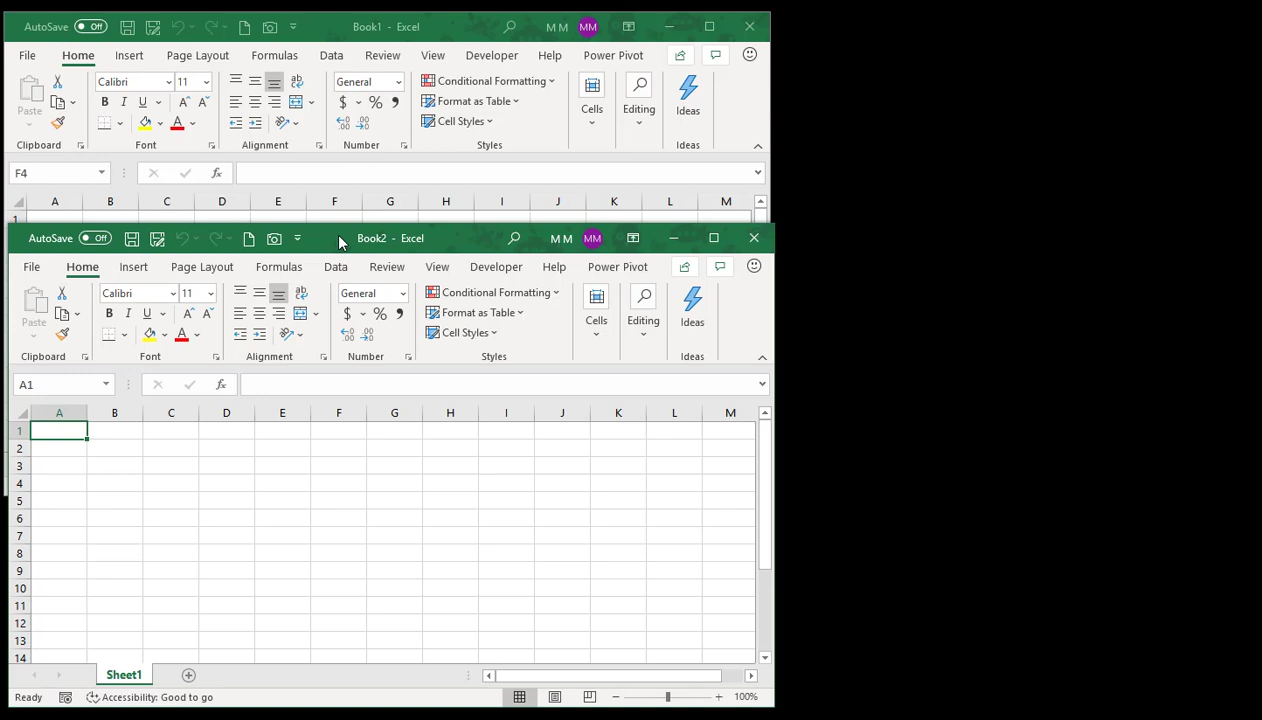 AutoSave Off Book1 - Excel M M MM
File Home Insert Page Layout Formulas Data Review View Developer Help Power Pivot
Paste Calibri 11 General Conditional Formatting Cells Editing Ideas
B I U A A $ % , Format as Table
A Cell Styles
Clipboard Font Alignment Number Styles Ideas
F4 fx
A B C D E F G H I J K L M
1
AutoSave Off Book2 - Excel M M MM
File Home Insert Page Layout Formulas Data Review View Developer Help Power Pivot
Paste Calibri 11 General Conditional Formatting Cells Editing Ideas
B I U A A $ % , Format as Table
A Cell Styles
Clipboard Font Alignment Number Styles
A1 fx
A B C D E F G H I J K L M
1
2
3
4
5
6
7
8
9
10
11
12
13
14
Sheet1
Ready Accessibility: Good to go 100%